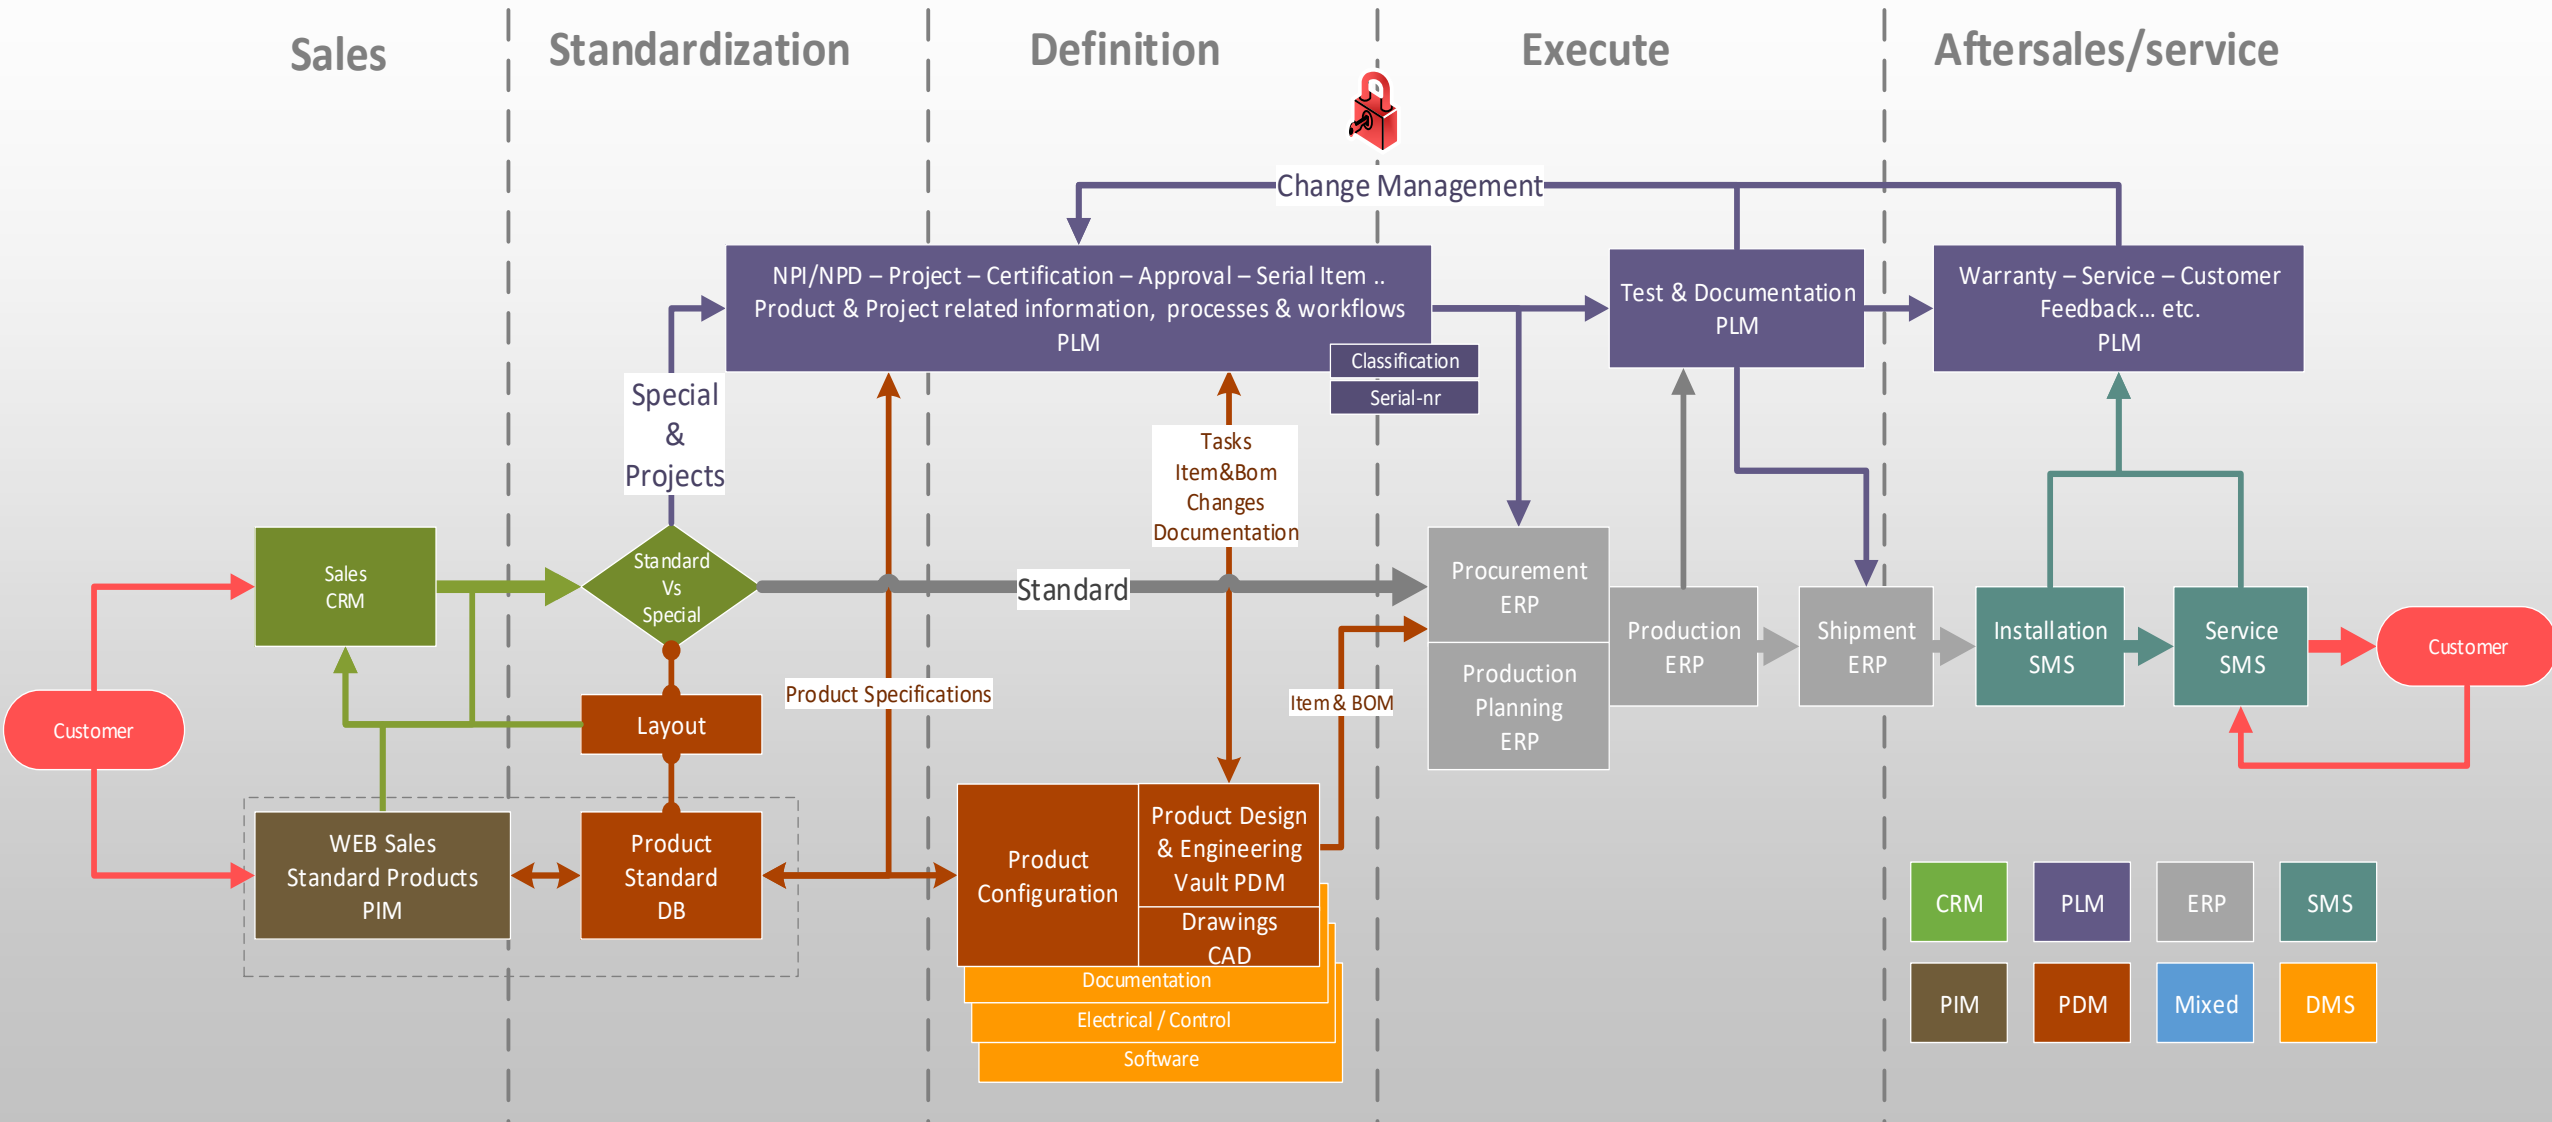 Sales
Standardization
Definition
Execute
Aftersales/service
Change Management
NPI/NPD – Project – Certification – Approval – Serial Item ..
Product & Project related information, processes & workflows
PLM
Classification
Serial-nr
Test & Documentation
PLM
Warranty – Service – Customer
Feedback... etc.
PLM
Special
&
Projects
Tasks
Item&Bom
Changes
Documentation
Sales
CRM
Standard
Vs
Special
Standard
Procurement
ERP
Production
Planning
ERP
Production
ERP
Shipment
ERP
Installation
SMS
Service
SMS
Customer
Customer
Layout
Product Specifications
Item & BOM
WEB Sales
Standard Products
PIM
Product
Standard
DB
Product
Configuration
Product Design
& Engineering
Vault PDM
Drawings
CAD
Documentation
Electrical / Control
Software
CRM
PLM
ERP
SMS
PIM
PDM
Mixed
DMS